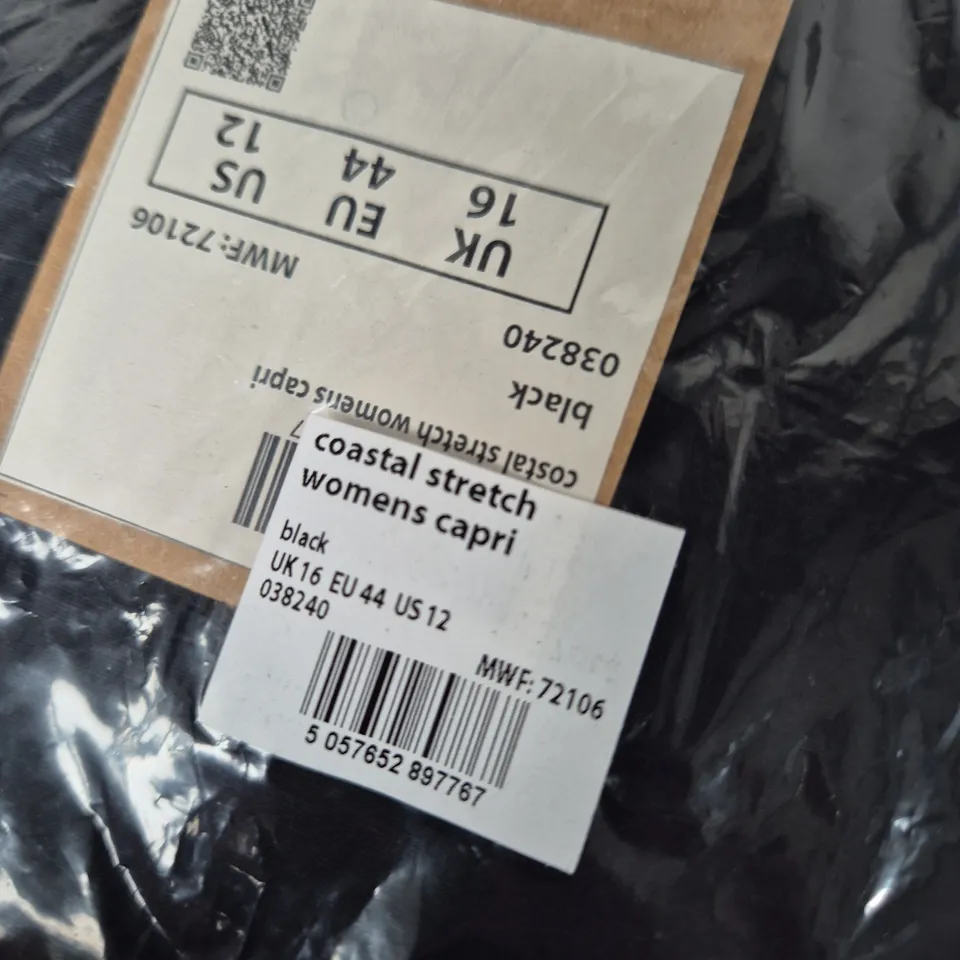 coastal stretch
womens capri
black
UK 16 EU 44 US 12
038240
MWF: 72106
5 057652 897767
costal stretch womens capri
black
038240
MWF: 72106
UK EU US
16 44 12
7